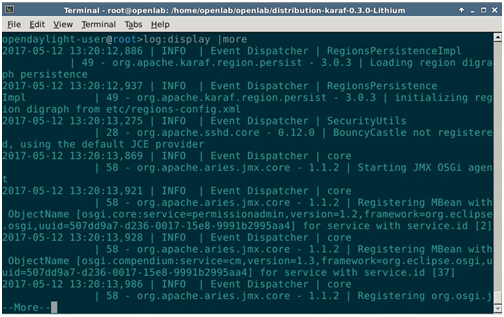 Terminal - root@openlab: /home/openlab/distribution-karaf-0.3.0-Lithium
File Edit View Terminal Tabs Help
opendaylight-user@root>log:display |more
2017-05-12 13:20:12,886 | INFO  | Event Dispatcher | RegionsPersistenceImpl
| 49 - org.apache.karaf.region.persist - 3.0.3 | Loading region digra
ph persistence
2017-05-12 13:20:12,937 | INFO  | Event Dispatcher | RegionsPersistence
Impl | 49 - org.apache.karaf.region.persist - 3.0.3 | initializing reg
ion digraph from etc/regions-config.xml
2017-05-12 13:20:13,275 | INFO  | Event Dispatcher | SecurityUtils
| 28 - org.apache.sshd.core - 0.12.0 | BouncyCastle not registere
d, using the default JCE provider
2017-05-12 13:20:13,869 | INFO  | Event Dispatcher | core
| 58 - org.apache.aries.jmx.core - 1.1.2 | Starting JMX OSGi agen
t
2017-05-12 13:20:13,921 | INFO  | Event Dispatcher | core
| 58 - org.apache.aries.jmx.core - 1.1.2 | Registering MBean with
ObjectName [osgi.core:service=permissionadmin,version=1.2,framework=org.eclipse
.osgi,uuid=507dd9a7-d236-0017-15e8-9991b2995aa4] for service with service.id [2]
2017-05-12 13:20:13,928 | INFO  | Event Dispatcher | core
| 58 - org.apache.aries.jmx.core - 1.1.2 | Registering MBean with
ObjectName [osgi.compendium:service=cm,version=1.3,framework=org.eclipse.osgi,u
uid=507dd9a7-d236-0017-15e8-9991b2995aa4] for service with service.id [37]
2017-05-12 13:20:13,986 | INFO  | Event Dispatcher | core
| 58 - org.apache.aries.jmx.core - 1.1.2 | Registering org.osgi.j
--More--